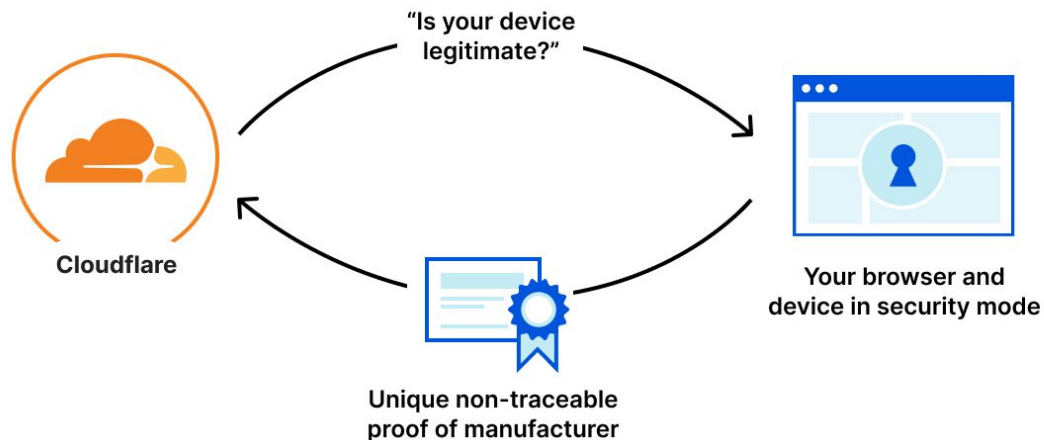 “Is your device
legitimate?”
Cloudflare
Your browser and
device in security mode
Unique non-traceable
proof of manufacturer